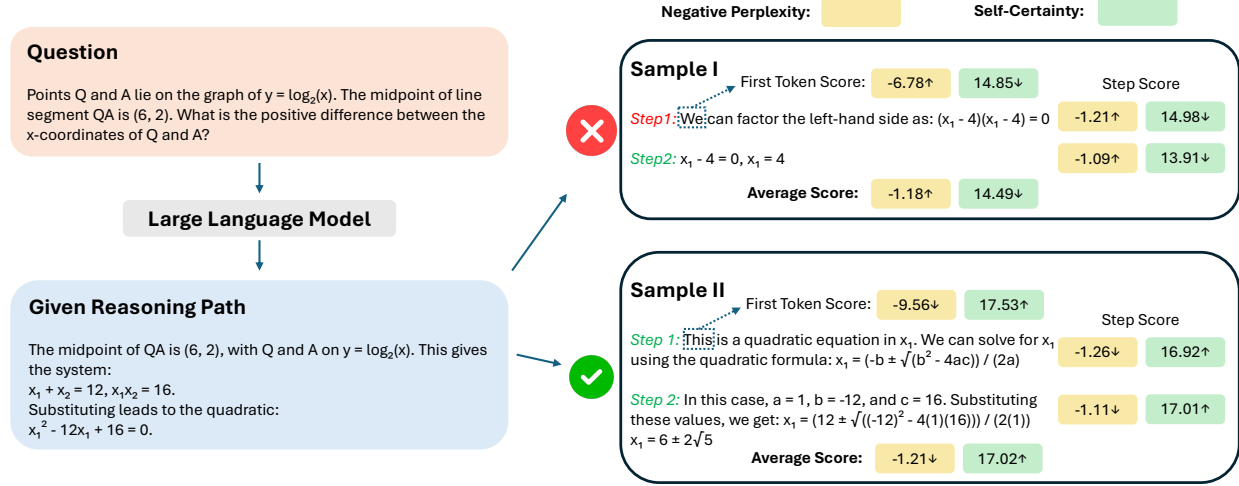 Negative Perplexity:
Self-Certainty:
Question
Points Q and A lie on the graph of y = log₂(x). The midpoint of line
segment QA is (6, 2). What is the positive difference between the
x-coordinates of Q and A?
Large Language Model
Given Reasoning Path
The midpoint of QA is (6, 2), with Q and A on y = log₂(x). This gives
the system:
x₁ + x₂ = 12, x₁x₂ = 16.
Substituting leads to the quadratic:
x₁² - 12x₁ + 16 = 0.
Sample I
First Token Score: -6.78↑ 14.85↓
Step Score
Step1: We can factor the left-hand side as: (x₁ - 4)(x₁ - 4) = 0 -1.21↑ 14.98↓
Step2: x₁ - 4 = 0, x₁ = 4 -1.09↑ 13.91↓
Average Score: -1.18↑ 14.49↓
Sample II
First Token Score: -9.56↓ 17.53↑
Step Score
Step 1: This is a quadratic equation in x₁. We can solve for x₁
using the quadratic formula: x₁ = (-b ± √(b² - 4ac)) / (2a) -1.26↓ 16.92↑
Step 2: In this case, a = 1, b = -12, and c = 16. Substituting
these values, we get: x₁ = (12 ± √((-12)² - 4(1)(16))) / (2(1)) -1.11↓ 17.01↑
x₁ = 6 ± 2√5
Average Score: -1.21↓ 17.02↑